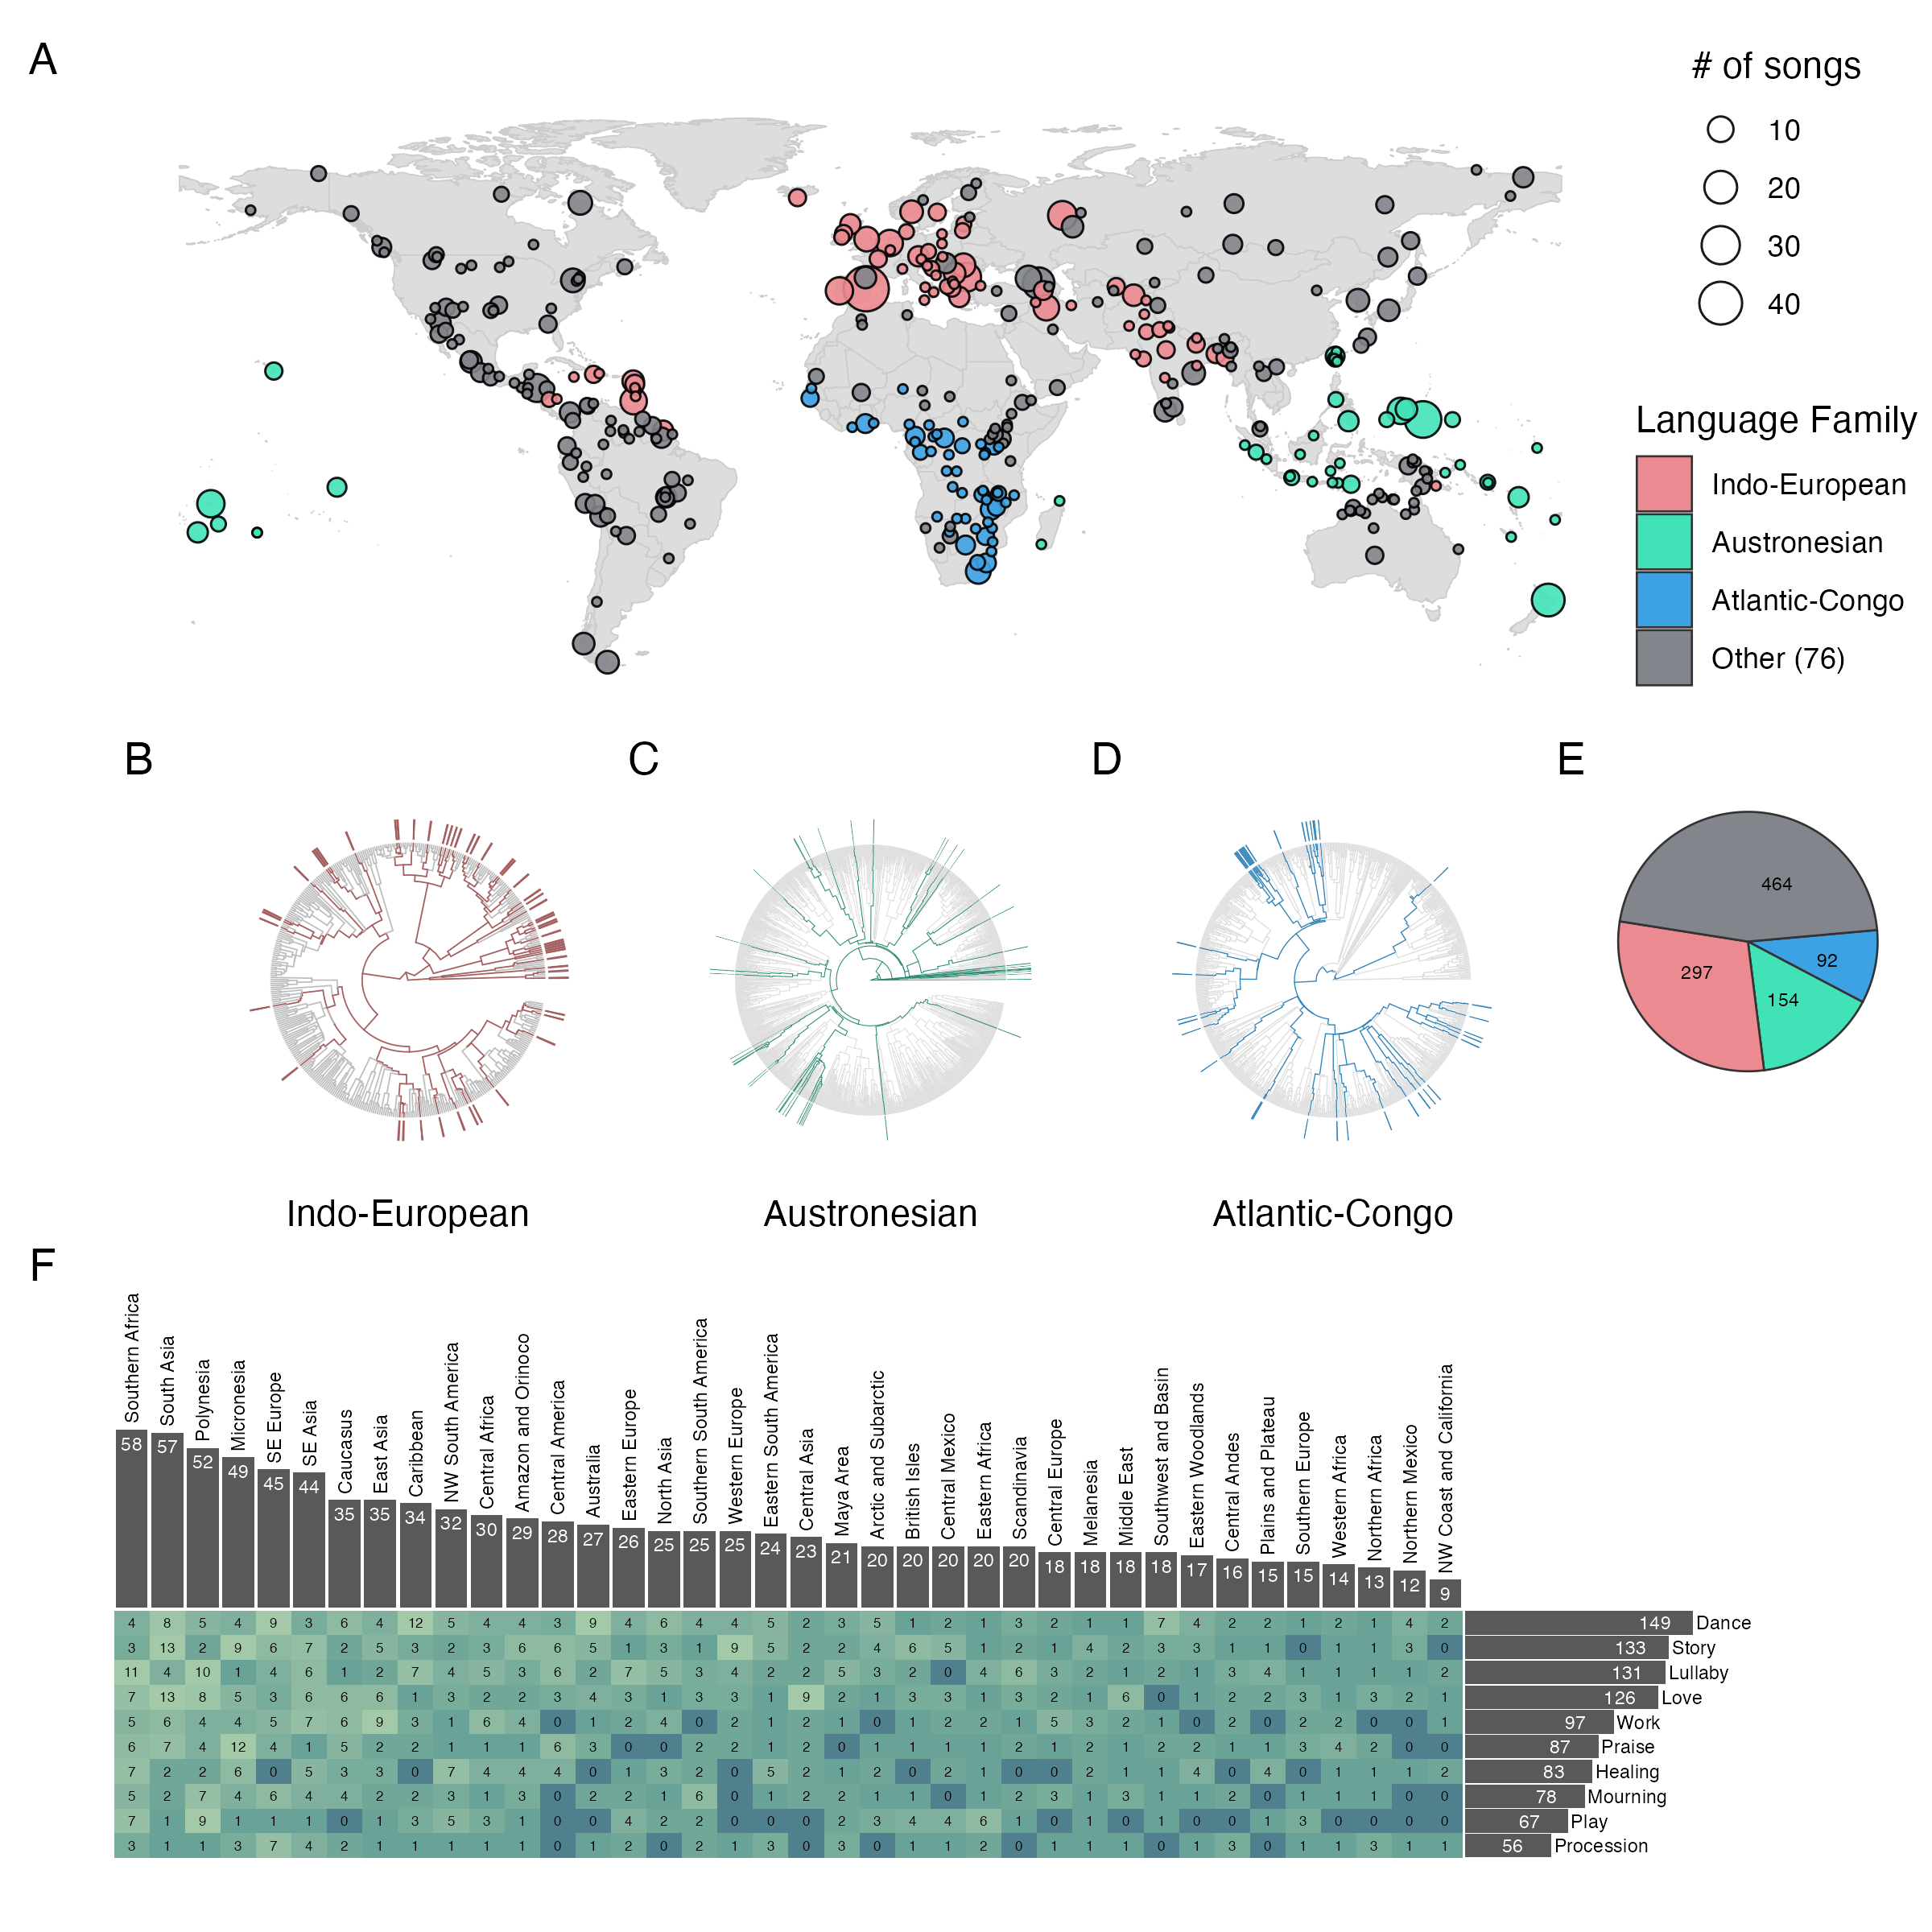 A
# of songs
10
20
30
40
Language Family
Indo-European
Austronesian
Atlantic-Congo
Other (76)
B
C
D
E
464
92
297
154
Indo-European
Austronesian
Atlantic-Congo
F
Southern Africa
South Asia
Polynesia
Micronesia
SE Europe
SE Asia
Caucasus
East Asia
Caribbean
NW South America
Central Africa
Amazon and Orinoco
Central America
Australia
Eastern Europe
North Asia
Southern South America
Western Europe
Eastern South America
Central Asia
Maya Area
Arctic and Subarctic
British Isles
Central Mexico
Eastern Africa
Scandinavia
Central Europe
Melanesia
Middle East
Southwest and Basin
Eastern Woodlands
Central Andes
Plains and Plateau
Southern Europe
Western Africa
Northern Africa
Northern Mexico
NW Coast and California
58 57 52 49 45 44 35 35 34 32 30 29 28 27 26 25 25 25 24 23 21 20 20 20 20 20 18 18 18 18 17 16 15 15 14 13 12 9
4 8 5 4 9 3 6 4 12 5 4 4 3 9 4 6 4 4 5 2 3 5 1 2 1 3 2 1 1 7 4 2 2 1 2 1 4 2 149 Dance
3 13 2 9 6 7 2 5 3 2 3 6 6 5 1 3 1 9 5 2 2 4 6 5 1 2 1 4 2 3 3 1 1 0 1 1 3 0 133 Story
11 4 10 1 4 6 1 2 7 4 5 3 6 2 7 5 3 4 2 2 5 3 2 0 4 6 3 2 1 2 1 3 4 1 1 1 1 2 131 Lullaby
7 13 8 5 3 6 6 6 1 3 2 2 3 4 3 1 3 3 1 9 2 1 3 3 1 3 2 1 6 0 1 2 2 3 1 3 2 1 126 Love
5 6 4 4 5 7 6 9 3 1 6 4 0 1 2 4 0 2 1 2 1 0 1 2 2 1 5 3 2 1 0 2 0 2 2 0 0 1 97 Work
6 7 4 12 4 1 5 2 2 1 1 1 6 3 0 0 2 2 1 2 0 1 1 1 1 2 1 2 1 2 2 1 1 3 4 2 0 0 87 Praise
7 2 2 6 0 5 3 3 0 7 4 4 4 0 1 3 2 0 5 2 1 2 0 2 1 0 0 2 1 1 4 0 4 0 1 1 1 2 83 Healing
5 2 7 4 6 4 4 2 2 3 1 3 0 2 2 1 6 0 1 2 2 1 1 0 1 2 3 1 3 1 1 2 0 1 1 1 0 0 78 Mourning
7 1 9 1 1 1 0 1 3 5 3 1 0 0 4 2 2 0 0 0 2 3 4 4 6 1 0 1 0 1 0 0 1 3 0 0 0 0 67 Play
3 1 1 3 7 4 2 1 1 1 1 1 0 1 2 0 2 1 3 0 3 0 1 1 2 0 1 1 1 0 1 3 0 1 1 3 1 1 56 Procession